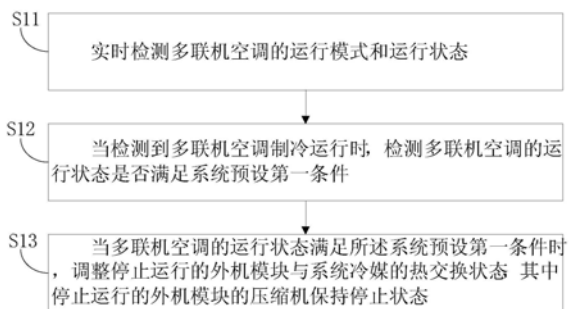 S11
实时检测多联机空调的运行模式和运行状态
S12
当检测到多联机空调制冷运行时，检测多联机空调的运
行状态是否满足系统预设第一条件
S13
当多联机空调的运行状态满足所述系统预设第一条件时
，调整停止运行的外机模块与系统冷媒的热交换状态 其中
停止运行的外机模块的压缩机保持停止状态